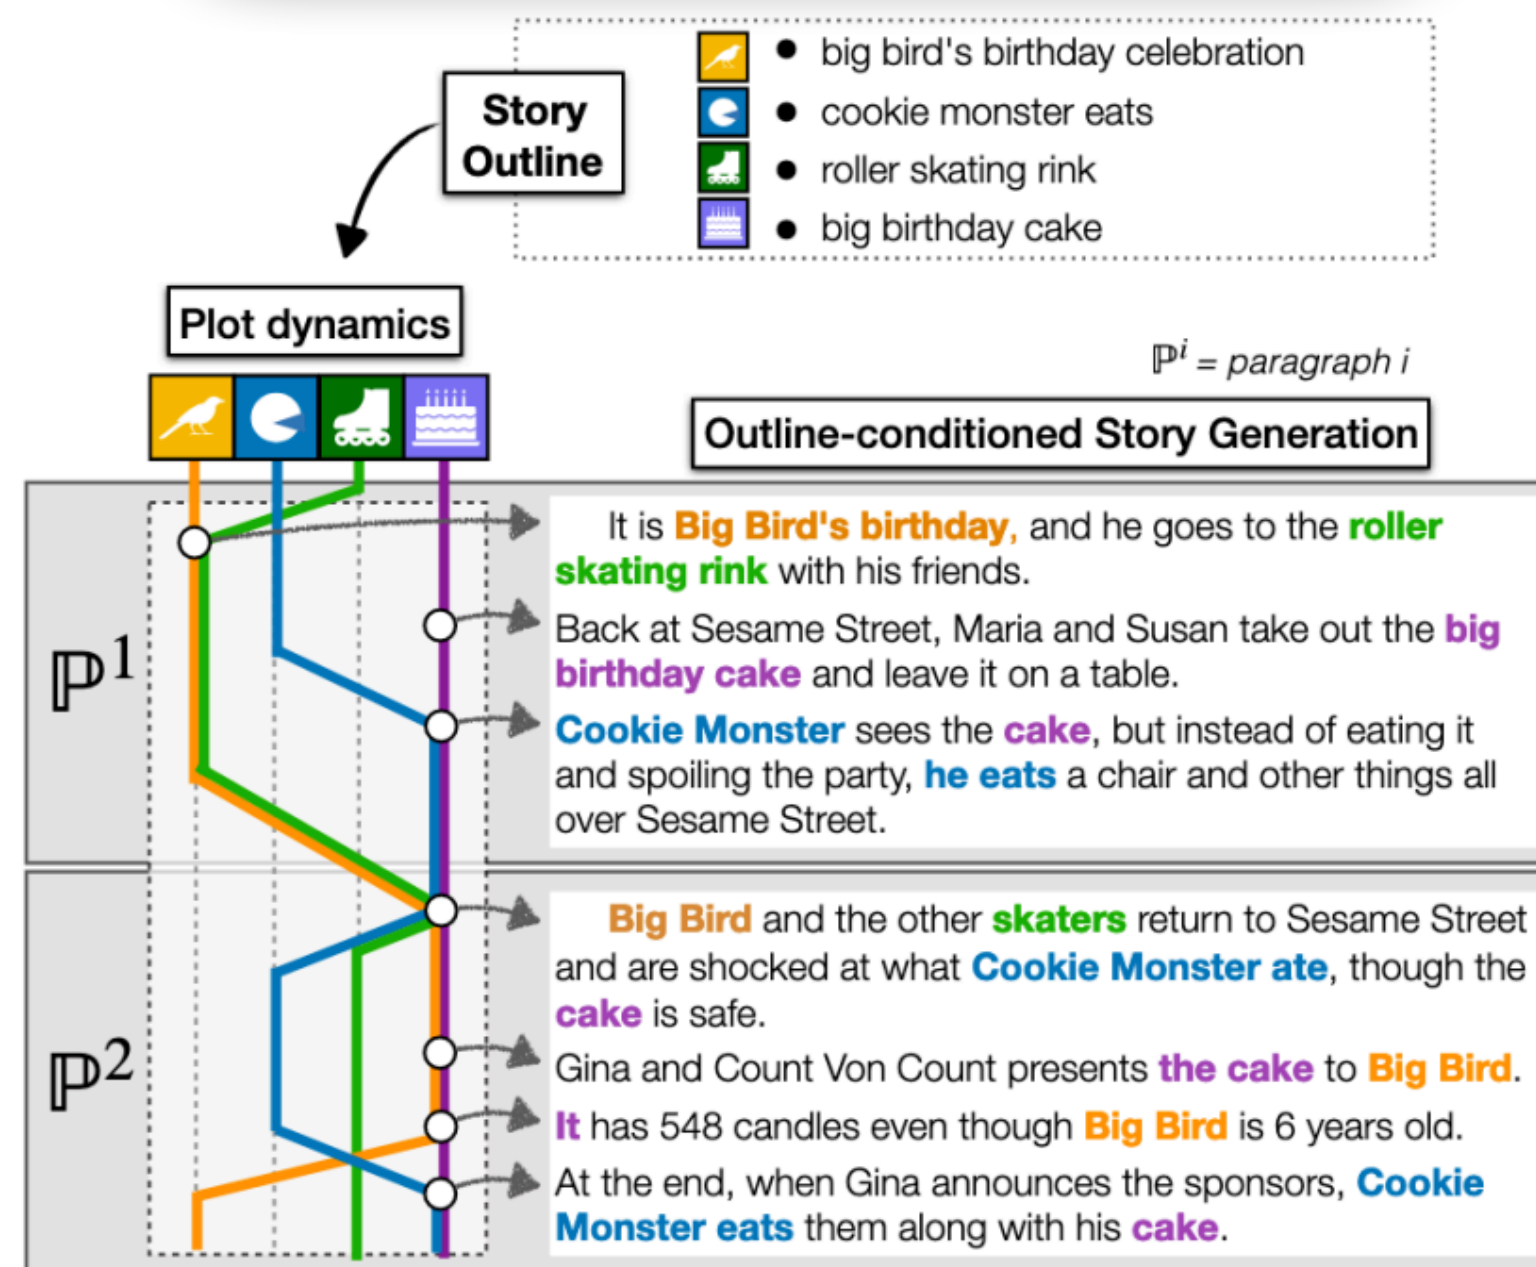 Story
Outline
• big bird's birthday celebration
• cookie monster eats
• roller skating rink
• big birthday cake
Plot dynamics
ℙⁱ = paragraph i
Outline-conditioned Story Generation
ℙ¹
It is Big Bird's birthday, and he goes to the roller
skating rink with his friends.
Back at Sesame Street, Maria and Susan take out the big
birthday cake and leave it on a table.
Cookie Monster sees the cake, but instead of eating it
and spoiling the party, he eats a chair and other things all
over Sesame Street.
ℙ²
Big Bird and the other skaters return to Sesame Street
and are shocked at what Cookie Monster ate, though the
cake is safe.
Gina and Count Von Count presents the cake to Big Bird.
It has 548 candles even though Big Bird is 6 years old.
At the end, when Gina announces the sponsors, Cookie
Monster eats them along with his cake.